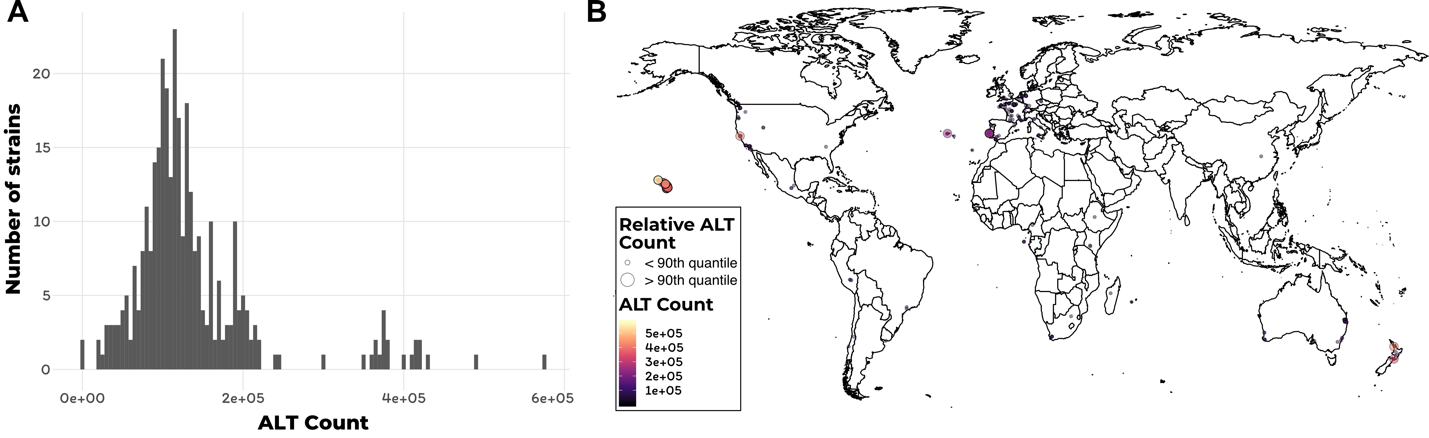 A
Number of strains
20
15
10
5
0
0e+00 2e+05 4e+05 6e+05
ALT Count
B
Relative ALT
Count
< 90th quantile
> 90th quantile
ALT Count
5e+05
4e+05
3e+05
2e+05
1e+05